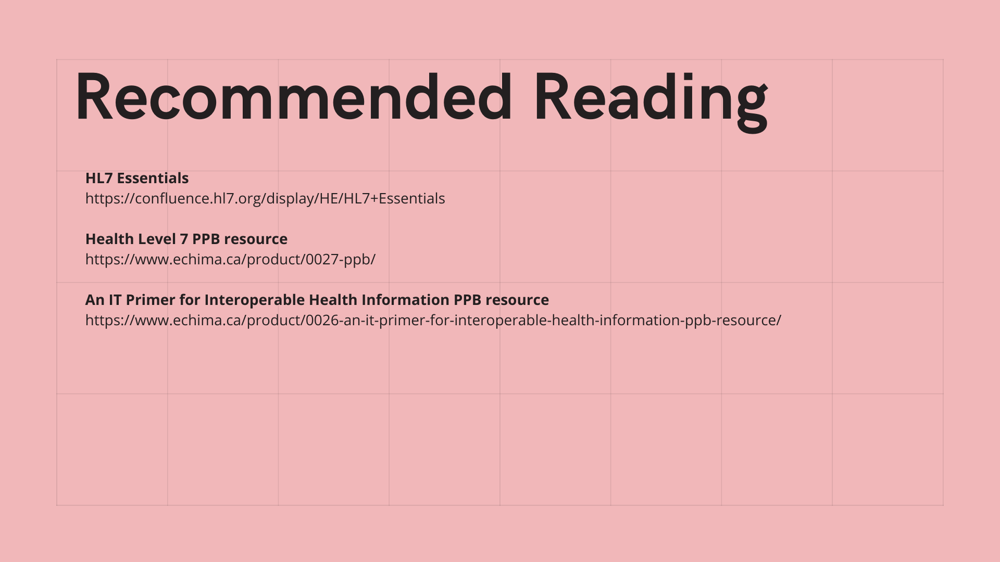 Recommended Reading
HL7 Essentials
https://confluence.hl7.org/display/HE/HL7+Essentials
Health Level 7 PPB resource
https://www.echima.ca/product/0027-ppb/
An IT Primer for Interoperable Health Information PPB resource
https://www.echima.ca/product/0026-an-it-primer-for-interoperable-health-information-ppb-resource/